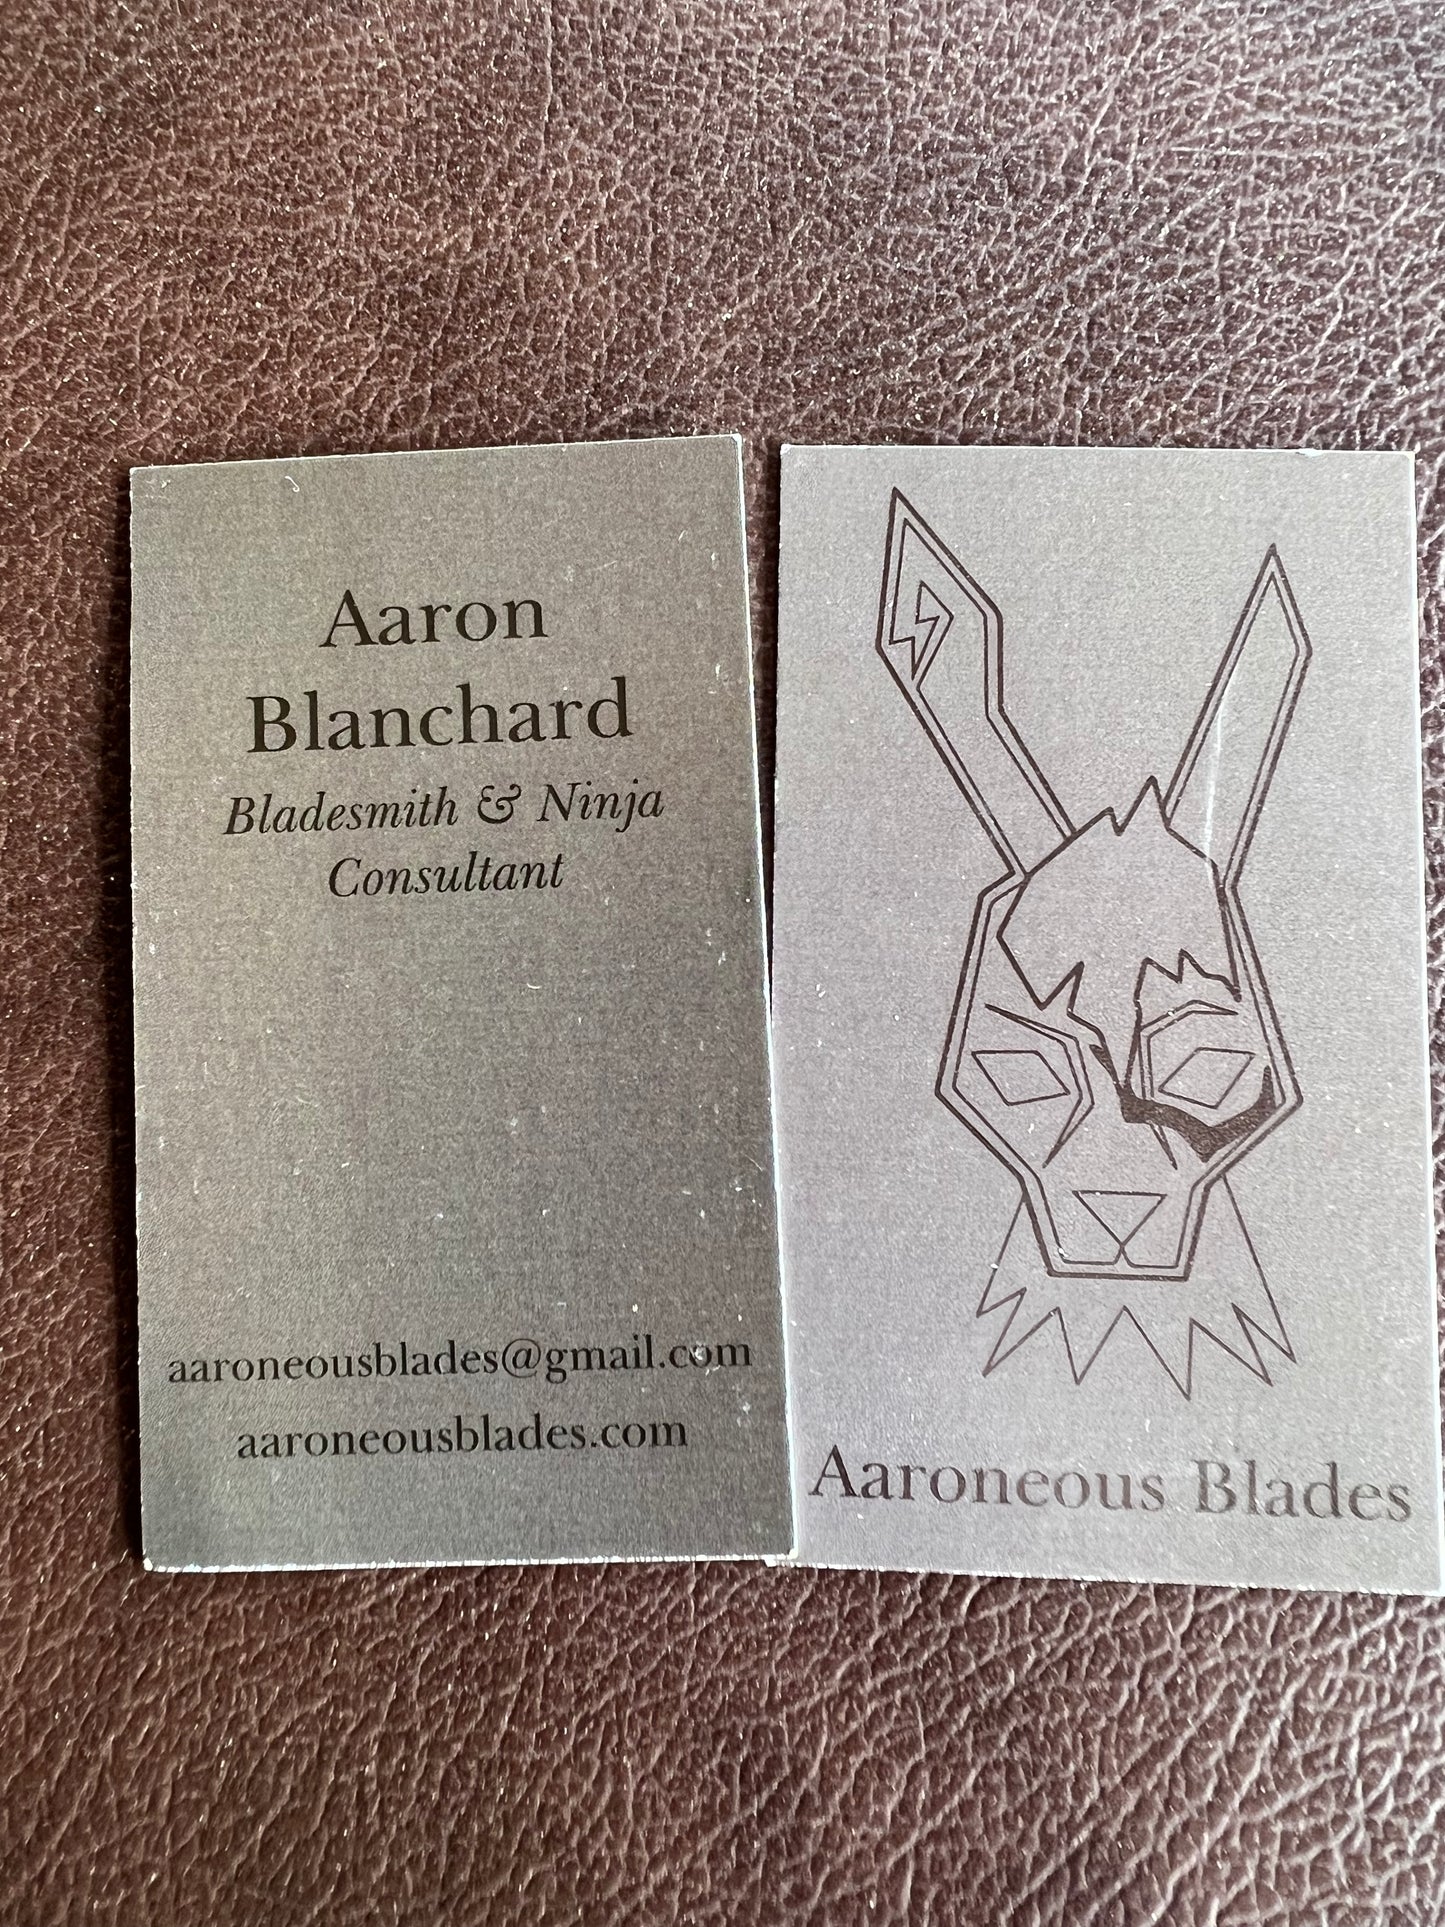 Aaron
Blanchard
Bladesmith & Ninja
Consultant
aaroneousblades@gmail.com
aaroneousblades.com
Aaroneous Blades